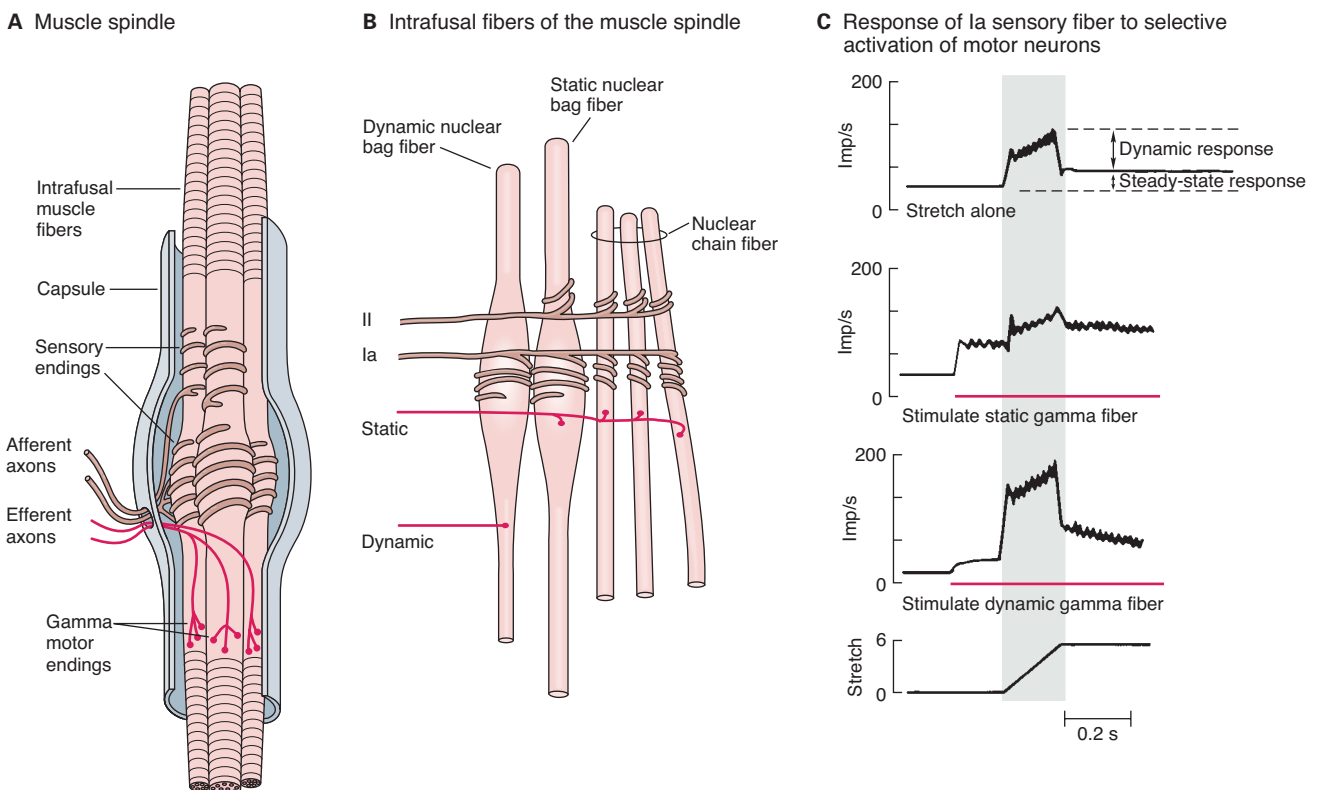 A Muscle spindle
Intrafusal
muscle
fibers
Capsule
Sensory
endings
Afferent
axons
Efferent
axons
Gamma
motor
endings
B Intrafusal fibers of the muscle spindle
Static nuclear
bag fiber
Dynamic nuclear
bag fiber
Nuclear
chain fiber
II
Ia
Static
Dynamic
C Response of Ia sensory fiber to selective
activation of motor neurons
200
Imp/s
0
Dynamic response
Steady-state response
Stretch alone
200
Imp/s
0
Stimulate static gamma fiber
200
Imp/s
0
Stimulate dynamic gamma fiber
6
Stretch
0
0.2 s